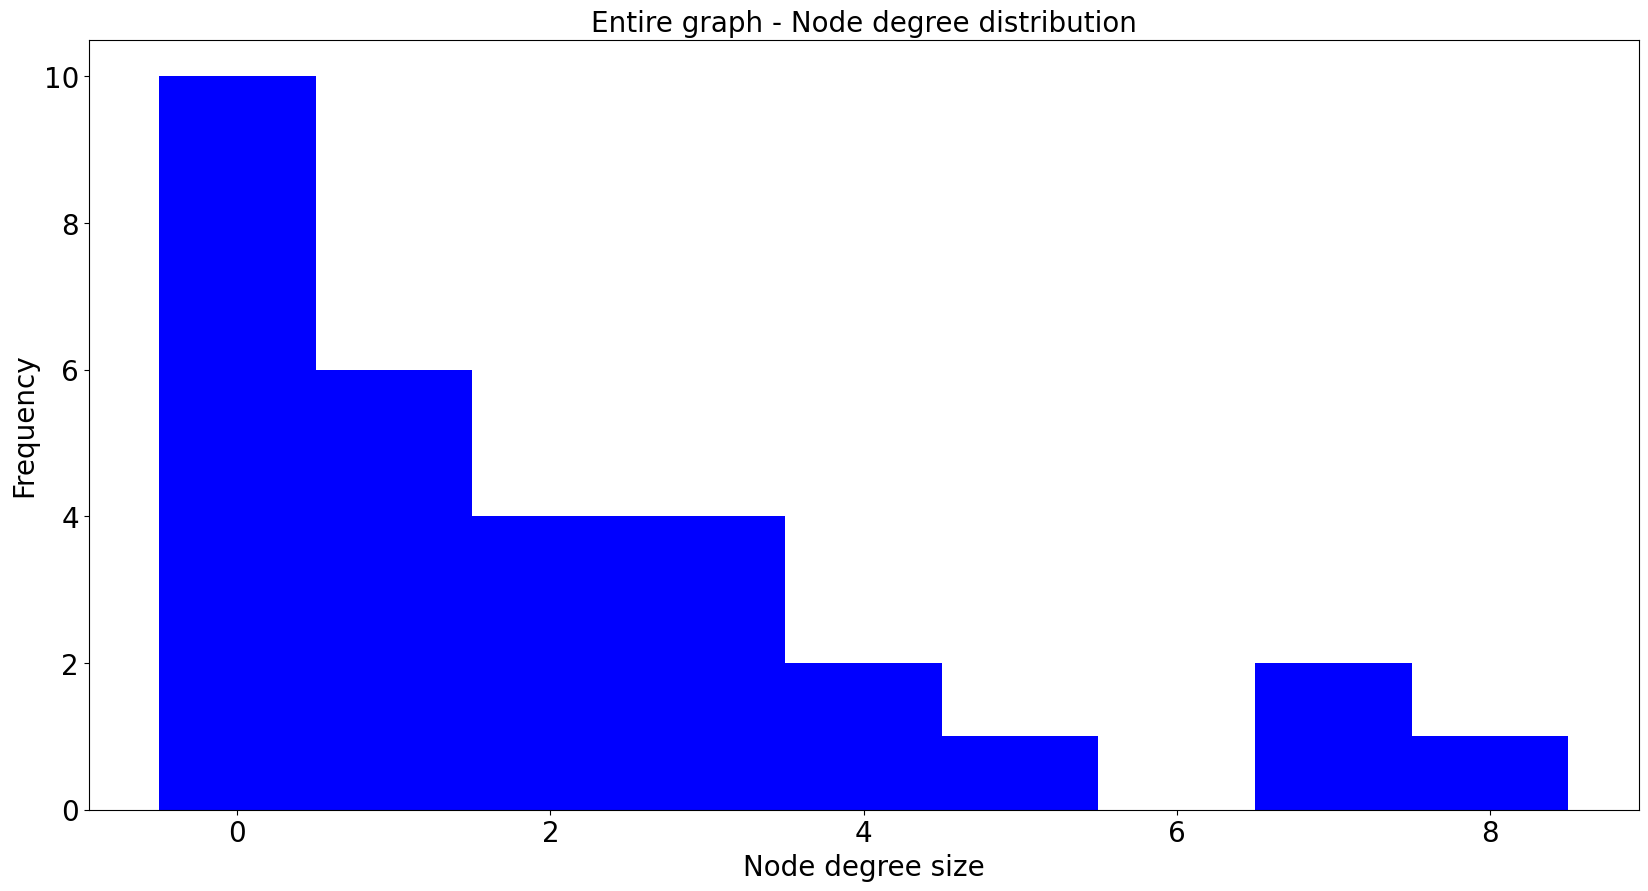 Entire graph - Node degree distribution
10
8
6
4
2
0
Frequency
0 2 4 6 8
Node degree size